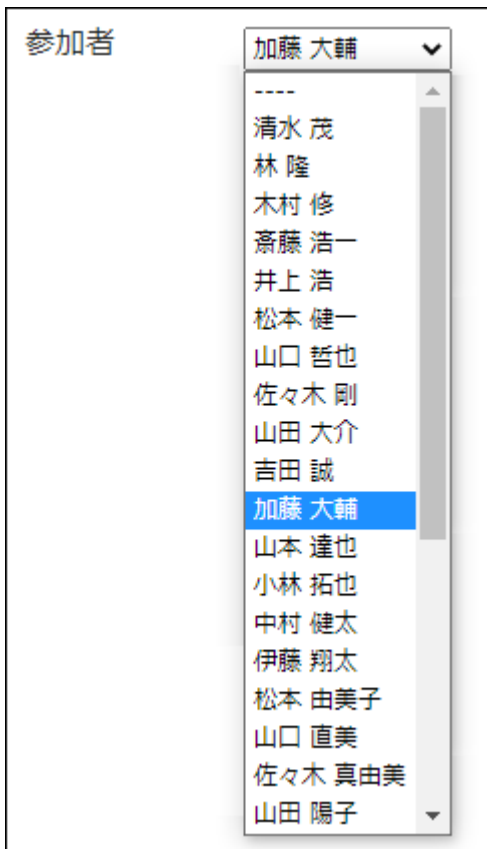 参加者
加藤 大輔
----
清水 茂
林 隆
木村 修
斎藤 浩一
井上 浩
松本 健一
山口 哲也
佐々木 剛
山田 大介
吉田 誠
加藤 大輔
山本 達也
小林 拓也
中村 健太
伊藤 翔太
松本 由美子
山口 直美
佐々木 真由美
山田 陽子